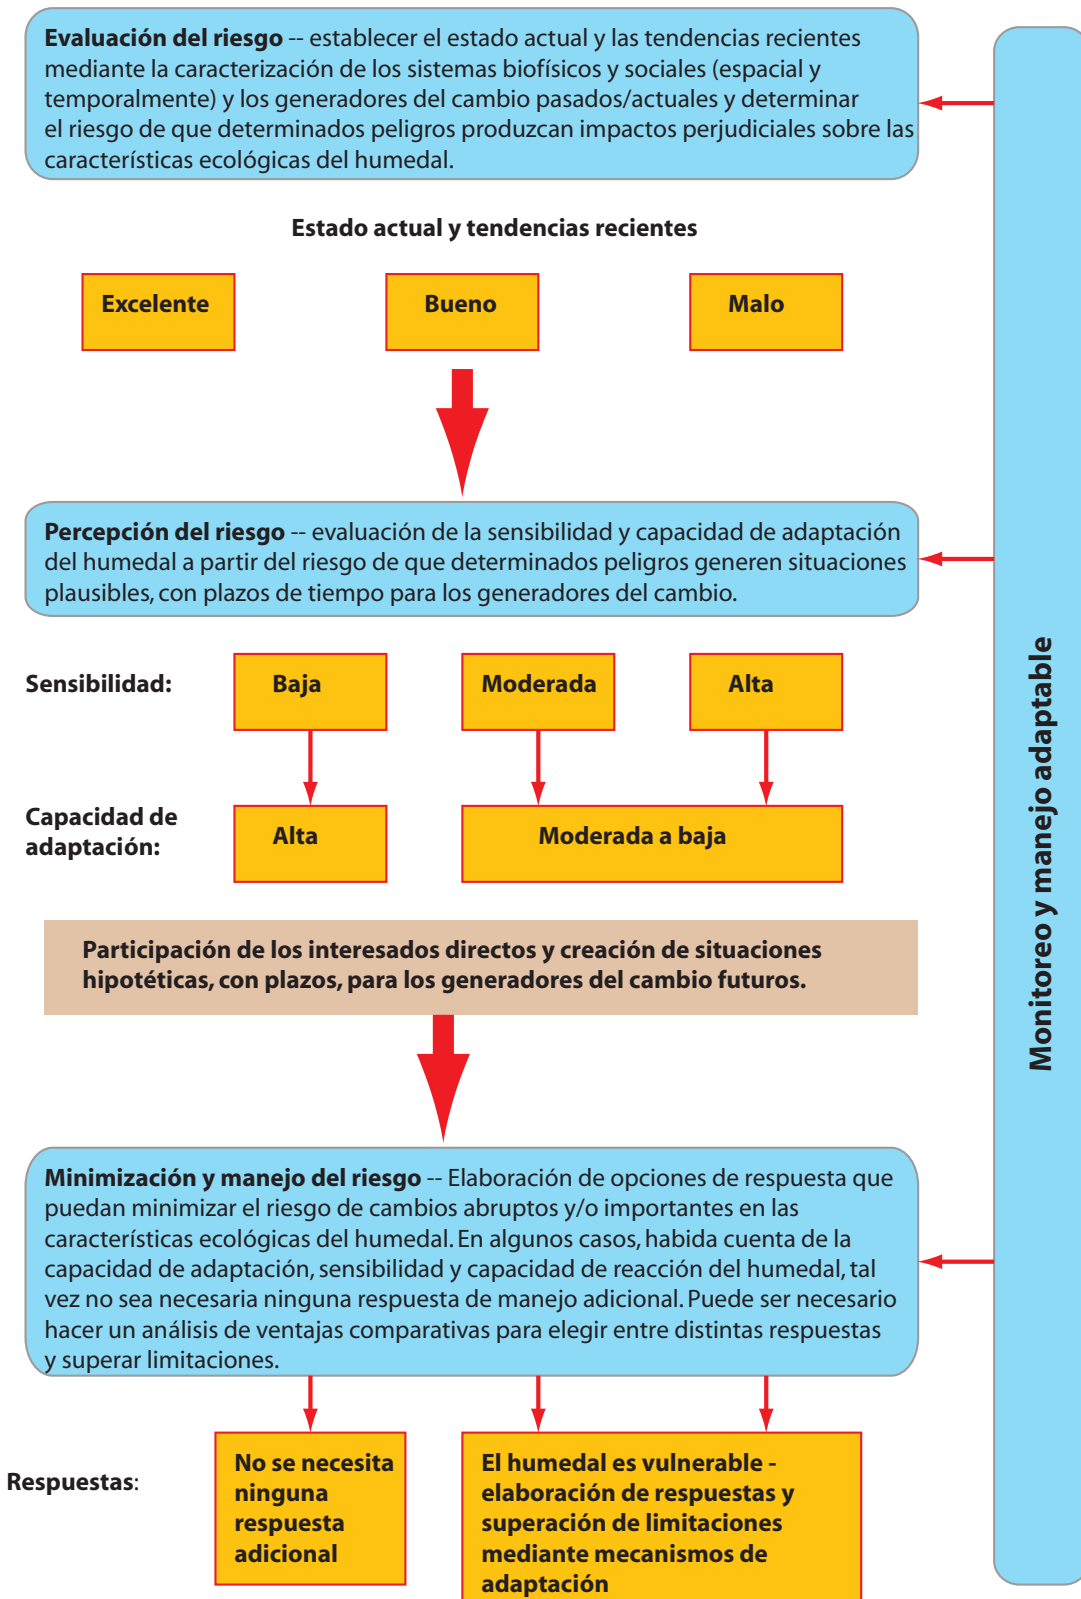 Evaluación del riesgo -- establecer el estado actual y las tendencias recientes
mediante la caracterización de los sistemas biofísicos y sociales (espacial y
temporalmente) y los generadores del cambio pasados/actuales y determinar
el riesgo de que determinados peligros produzcan impactos perjudiciales sobre las
características ecológicas del humedal.
Estado actual y tendencias recientes
Excelente
Bueno
Malo
Percepción del riesgo -- evaluación de la sensibilidad y capacidad de adaptación
del humedal a partir del riesgo de que determinados peligros generen situaciones
plausibles, con plazos de tiempo para los generadores del cambio.
Sensibilidad:
Baja
Moderada
Alta
Capacidad de
adaptación:
Alta
Moderada a baja
Participación de los interesados directos y creación de situaciones
hipotéticas, con plazos, para los generadores del cambio futuros.
Minimización y manejo del riesgo -- Elaboración de opciones de respuesta que
puedan minimizar el riesgo de cambios abruptos y/o importantes en las
características ecológicas del humedal. En algunos casos, habida cuenta de la
capacidad de adaptación, sensibilidad y capacidad de reacción del humedal, tal
vez no sea necesaria ninguna respuesta de manejo adicional. Puede ser necesario
hacer un análisis de ventajas comparativas para elegir entre distintas respuestas
y superar limitaciones.
Respuestas:
No se necesita
ninguna
respuesta
adicional
El humedal es vulnerable -
elaboración de respuestas y
superación de limitaciones
mediante mecanismos de
adaptación
Monitoreo y manejo adaptable